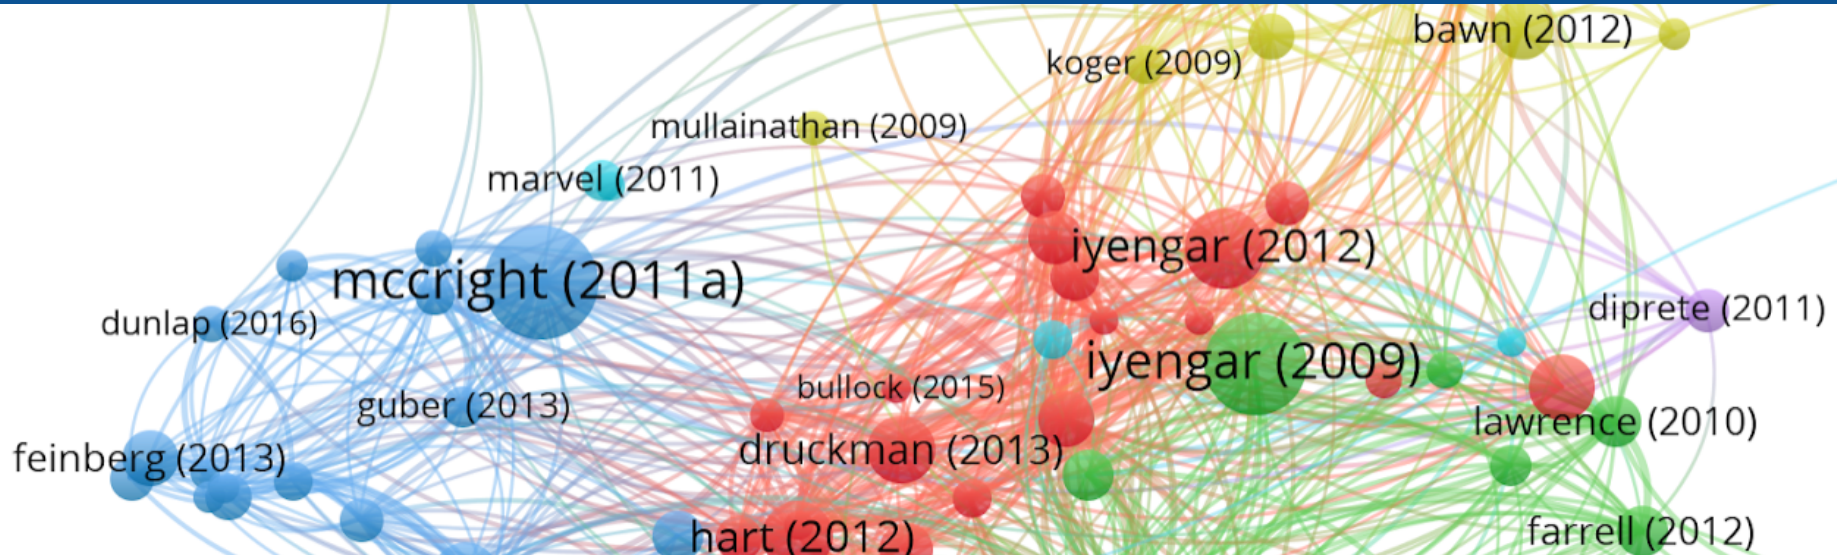 bawn (2012)
koger (2009)
mullainathan (2009)
marvel (2011)
iyengar (2012)
mccright (2011a)
diprete (2011)
dunlap (2016)
iyengar (2009)
bullock (2015)
guber (2013)
lawrence (2010)
druckman (2013)
feinberg (2013)
farrell (2012)
hart (2012)